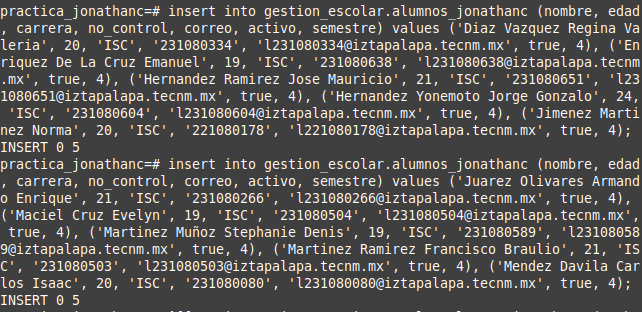 practica_jonathanc=# insert into gestion_escolar.alumnos_jonathanc (nombre, edad
, carrera, no_control, correo, activo, semestre) values ('Diaz Vazquez Regina Va
leria', 20, 'ISC', '231080334', 'l231080334@iztapalapa.tecnm.mx', true, 4), ('En
riquez De La Cruz Emanuel', 19, 'ISC', '231080638', 'l231080638@iztapalapa.tecnm
.mx', true, 4), ('Hernandez Ramirez Jose Mauricio', 21, 'ISC', '231080651', 'l23
1080651@iztapalapa.tecnm.mx', true, 4), ('Hernandez Yonemoto Jorge Gonzalo', 24,
 'ISC', '231080604', 'l231080604@iztapalapa.tecnm.mx', true, 4), ('Jimenez Marti
nez Norma', 20, 'ISC', '221080178', 'l221080178@iztapalapa.tecnm.mx', true, 4);
INSERT 0 5
practica_jonathanc=# insert into gestion_escolar.alumnos_jonathanc (nombre, edad
, carrera, no_control, correo, activo, semestre) values ('Juarez Olivares Armand
o Enrique', 21, 'ISC', '231080266', 'l231080266@iztapalapa.tecnm.mx', true, 4),
('Maciel Cruz Evelyn', 19, 'ISC', '231080504', 'l231080504@iztapalapa.tecnm.mx',
 true, 4), ('Martinez Muñoz Stephanie Denis', 19, 'ISC', '231080589', 'l23108058
9@iztapalapa.tecnm.mx', true, 4), ('Martinez Ramirez Francisco Braulio', 21, 'IS
C', '231080503', 'l231080503@iztapalapa.tecnm.mx', true, 4), ('Mendez Davila Car
los Isaac', 20, 'ISC', '231080080', 'l231080080@iztapalapa.tecnm.mx', true, 4);
INSERT 0 5